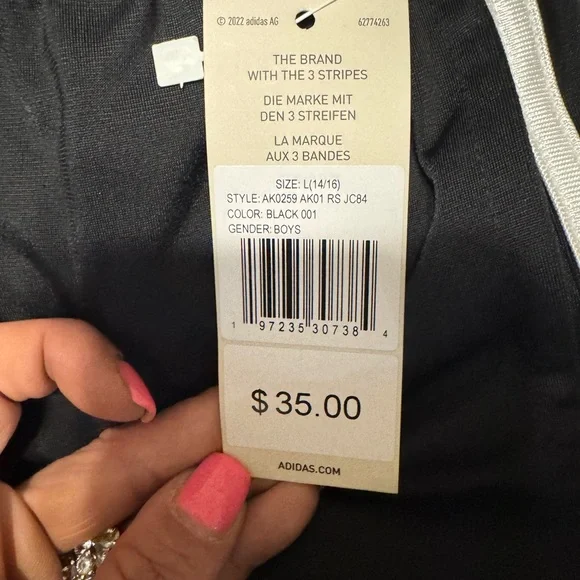 © 2022 adidas AG 62774263
THE BRAND
WITH THE 3 STRIPES
DIE MARKE MIT
DEN 3 STREIFEN
LA MARQUE
AUX 3 BANDES
SIZE: L(14/16)
STYLE: AK0259 AK01 RS JC84
COLOR: BLACK 001
GENDER: BOYS
1 97235 30738 4
$35.00
ADIDAS.COM